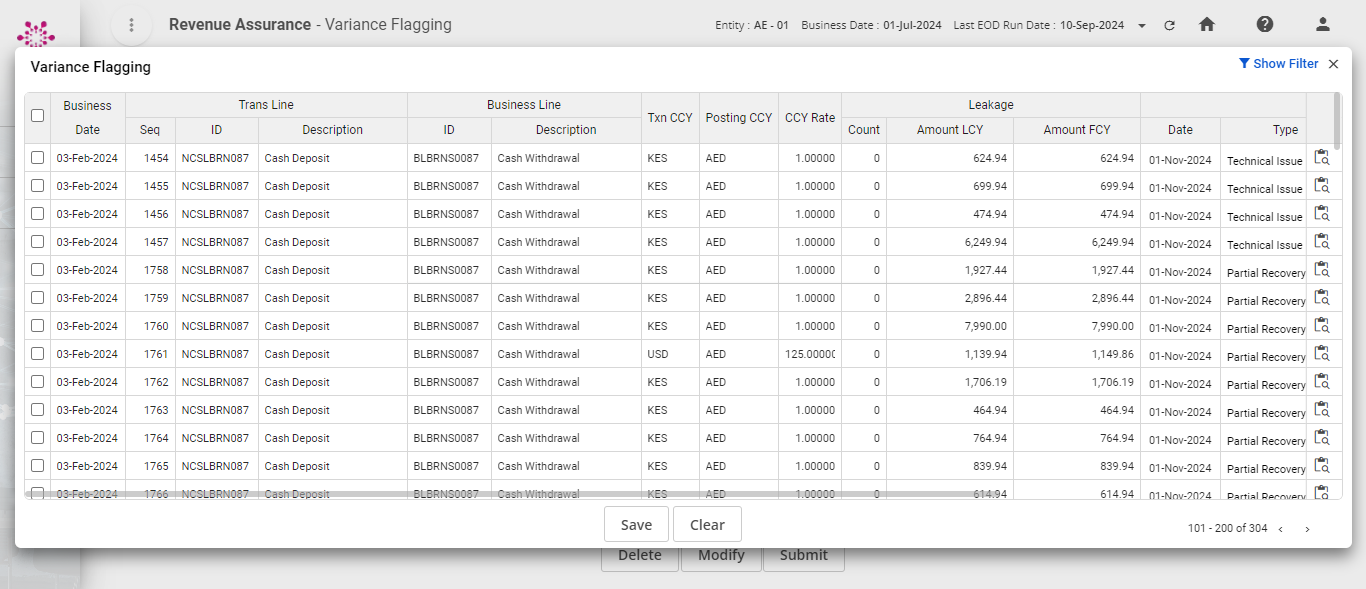 Revenue Assurance - Variance Flagging Entity : AE - 01 Business Date : 01-Jul-2024 Last EOD Run Date : 10-Sep-2024
Variance Flagging Show Filter
Business Date Trans Line Business Line Txn CCY Posting CCY CCY Rate Leakage
Seq ID Description ID Description Count Amount LCY Amount FCY Date Type
03-Feb-2024 1454 NCSLBRN087 Cash Deposit BLBRNS0087 Cash Withdrawal KES AED 1.00000 0 624.94 624.94 01-Nov-2024 Technical Issue
03-Feb-2024 1455 NCSLBRN087 Cash Deposit BLBRNS0087 Cash Withdrawal KES AED 1.00000 0 699.94 699.94 01-Nov-2024 Technical Issue
03-Feb-2024 1456 NCSLBRN087 Cash Deposit BLBRNS0087 Cash Withdrawal KES AED 1.00000 0 474.94 474.94 01-Nov-2024 Technical Issue
03-Feb-2024 1457 NCSLBRN087 Cash Deposit BLBRNS0087 Cash Withdrawal KES AED 1.00000 0 6,249.94 6,249.94 01-Nov-2024 Technical Issue
03-Feb-2024 1758 NCSLBRN087 Cash Deposit BLBRNS0087 Cash Withdrawal KES AED 1.00000 0 1,927.44 1,927.44 01-Nov-2024 Partial Recovery
03-Feb-2024 1759 NCSLBRN087 Cash Deposit BLBRNS0087 Cash Withdrawal KES AED 1.00000 0 2,896.44 2,896.44 01-Nov-2024 Partial Recovery
03-Feb-2024 1760 NCSLBRN087 Cash Deposit BLBRNS0087 Cash Withdrawal KES AED 1.00000 0 7,990.00 7,990.00 01-Nov-2024 Partial Recovery
03-Feb-2024 1761 NCSLBRN087 Cash Deposit BLBRNS0087 Cash Withdrawal USD AED 125.00000 0 1,139.94 1,149.86 01-Nov-2024 Partial Recovery
03-Feb-2024 1762 NCSLBRN087 Cash Deposit BLBRNS0087 Cash Withdrawal KES AED 1.00000 0 1,706.19 1,706.19 01-Nov-2024 Partial Recovery
03-Feb-2024 1763 NCSLBRN087 Cash Deposit BLBRNS0087 Cash Withdrawal KES AED 1.00000 0 464.94 464.94 01-Nov-2024 Partial Recovery
03-Feb-2024 1764 NCSLBRN087 Cash Deposit BLBRNS0087 Cash Withdrawal KES AED 1.00000 0 764.94 764.94 01-Nov-2024 Partial Recovery
03-Feb-2024 1765 NCSLBRN087 Cash Deposit BLBRNS0087 Cash Withdrawal KES AED 1.00000 0 839.94 839.94 01-Nov-2024 Partial Recovery
03-Feb-2024 1766 NCSLBRN087 Cash Deposit BLBRNS0087 Cash Withdrawal KES AED 1.00000 0 614.94 614.94 01-Nov-2024 Partial Recovery
Save Clear 101 - 200 of 304
Delete Modify Submit